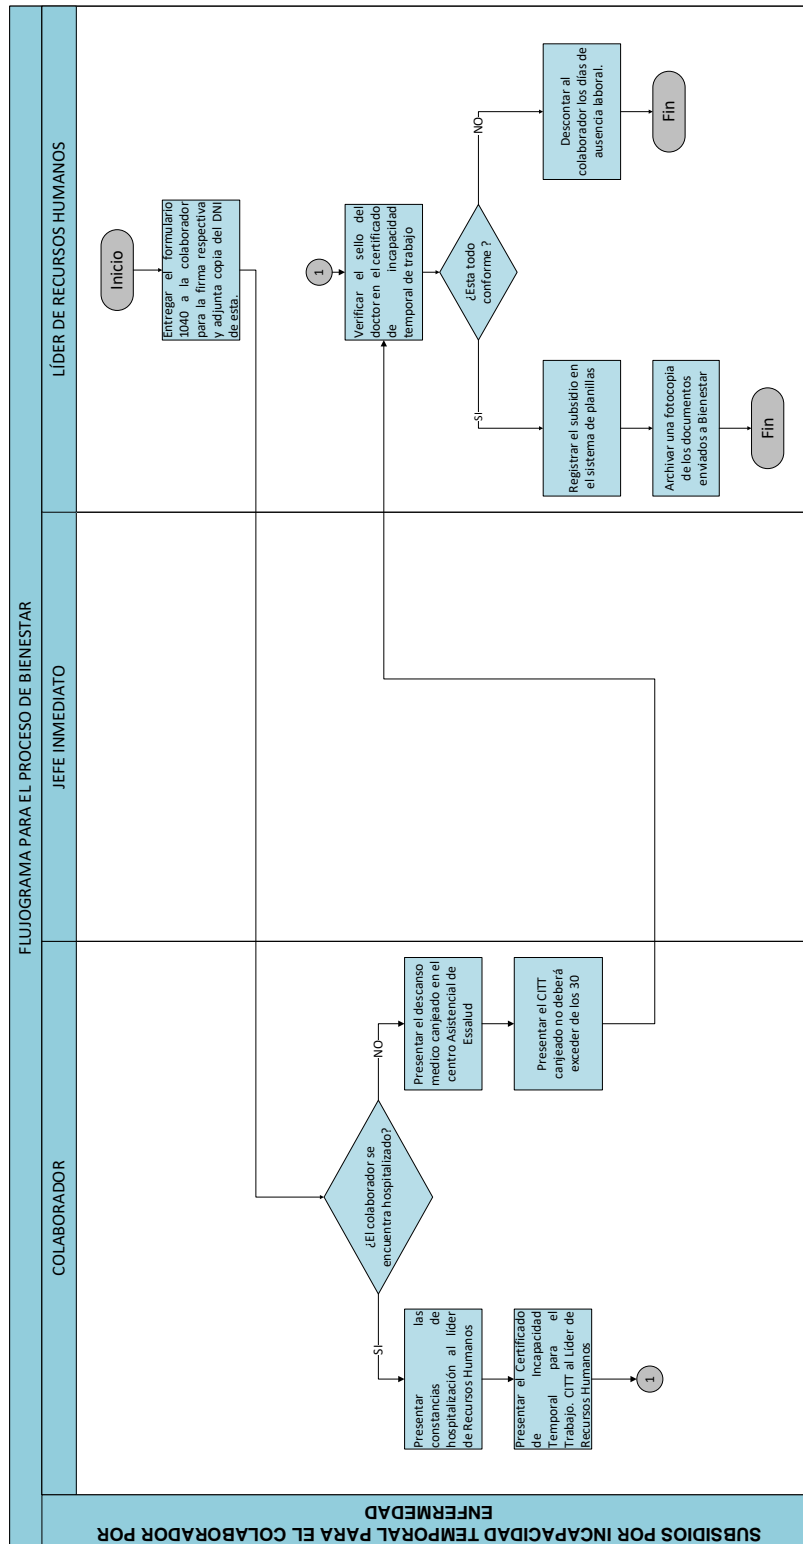 FLUJOGRAMA PARA EL PROCESO DE BIENESTAR
SUBSIDIOS POR INCAPACIDAD TEMPORAL PARA EL COLABORADOR POR
ENFERMEDAD
COLABORADOR
JEFE INMEDIATO
LÍDER DE RECURSOS HUMANOS
Inicio
Entregar el formulario
1040 a la colaborador
para la firma respectiva
y adjunta copia del DNI
de esta.
¿El colaborador se
encuentra hospitalizado?
SI
NO
Presentar las
constancias de
hospitalización al líder
de Recursos Humanos
Presentar el Certificado
de Incapacidad
Temporal para el
Trabajo. CITT al Líder de
Recursos Humanos
1
Presentar el descanso
medico canjeado en el
centro Asistencial de
Essalud
Presentar el CITT
canjeado no deberá
exceder de los 30
1
Verificar el sello del
doctor en el certificado
de incapacidad
temporal de trabajo
¿Esta todo
conforme ?
SI
NO
Registrar el subsidio en
el sistema de planillas
Archivar una fotocopia
de los documentos
enviados a Bienestar
Fin
Descontar al
colaborador los días de
ausencia laboral.
Fin